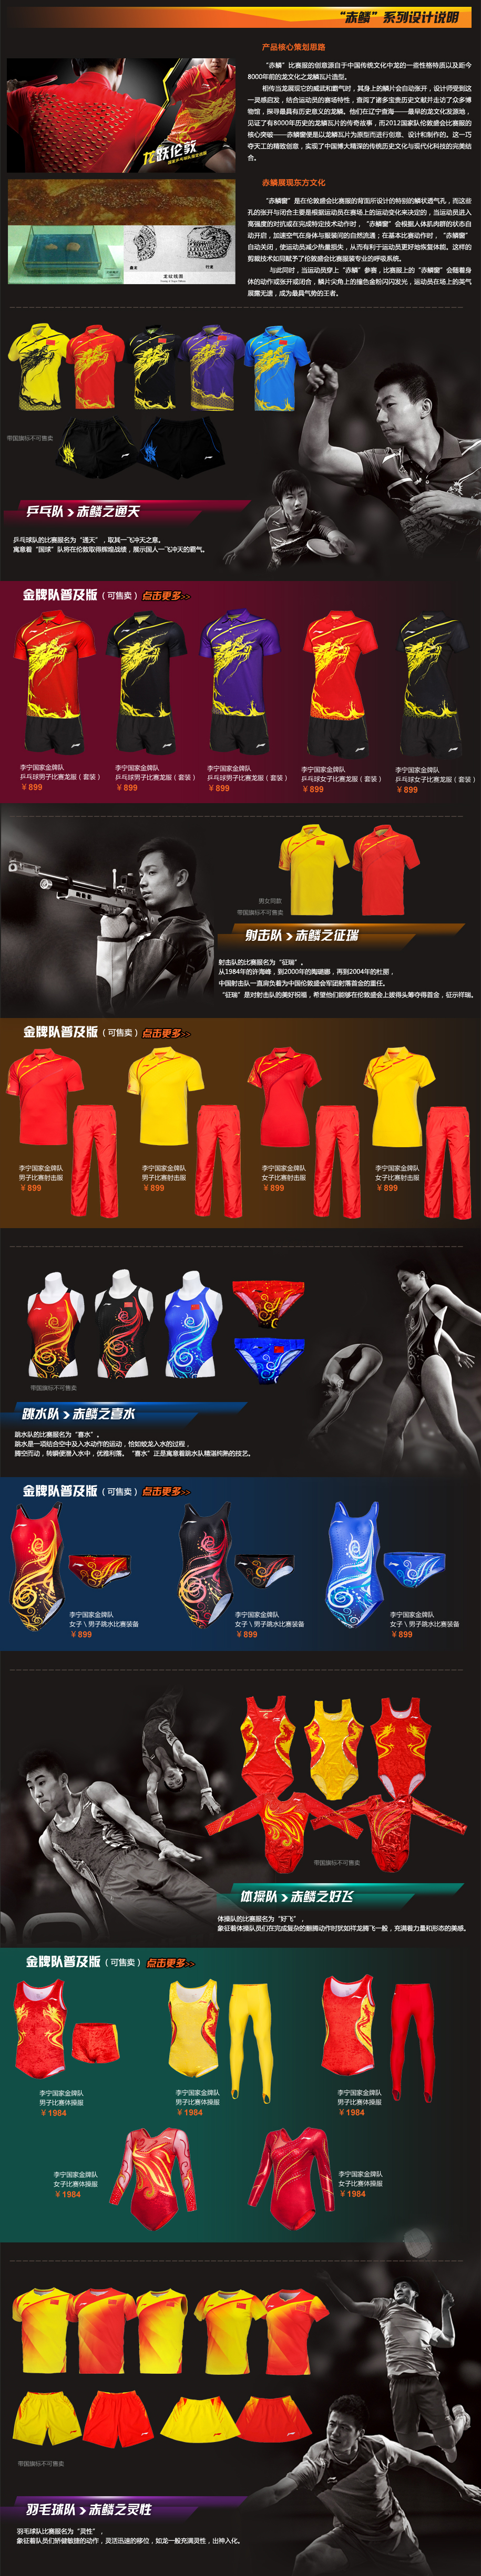 “赤鳞”系列设计说明
产品核心策划思路
“赤鳞”比赛服的创意源自于中国传统文化中龙的一些性格特质以及距今
8000年前的龙文化之龙鳞瓦片造型。
相传当龙展现它的威武和霸气时，其身上的鳞片会自动张开，设计师受到这
一灵感启发，结合运动员的赛场特性，查阅了诸多宝贵历史文献并走访了众多博
物馆，探寻最具有历史意义的龙鳞。他们在辽宁查海——最早的龙文化发源地，
见证了有8000年历史的龙鳞瓦片的传奇故事，而2012国家队伦敦盛会比赛服的
核心突破——赤鳞窗便是以龙鳞瓦片为原型而进行创意、设计和制作的。这一巧
夺天工的精致创意，实现了中国博大精深的传统历史文化与现代化科技的完美结
合。
龙跃伦敦
赤鳞展现东方文化
“赤鳞窗”是在伦敦盛会比赛服的背面所设计的特别的鳞状透气孔，而这些
孔的张开与闭合主要是根据运动员在赛场上的运动变化来决定的，当运动员进入
高强度的对抗或在做特定技术动作时，“赤鳞窗”会根据人体肌肉群的状态自
动开启，加速空气在身体与服装间的自然流通；在基本比赛动作时，“赤鳞窗”
自动关闭，使运动员减少热量损失，从而有利于运动员更好地恢复体能。这样的
剪裁技术如同赋予了伦敦盛会比赛服装专业的呼吸系统。
与此同时，当运动员穿上“赤鳞”参赛，比赛服上的“赤鳞窗”会随着身
体的动作或张开或闭合，鳞片尖角上的撞色金粉闪闪发光，运动员在场上的英气
展露无遗，成为最具气势的王者。
龙纹线图
带国旗标不可售卖
乒乓队 > 赤鳞之通天
乒乓球队的比赛服名为“通天”，取其一飞冲天之意。
寓意着“国球”队将在伦敦取得辉煌战绩，展示国人一飞冲天的霸气。
金牌队普及版（可售卖） 点击更多>>
李宁国家金牌队
乒乓球男子比赛龙服（套装）
￥899
李宁国家金牌队
乒乓球男子比赛龙服（套装）
￥899
李宁国家金牌队
乒乓球男子比赛龙服（套装）
￥899
李宁国家金牌队
乒乓球女子比赛龙服（套装）
￥899
李宁国家金牌队
乒乓球女子比赛龙服（套装）
￥899
男女同款
带国旗标不可售卖
射击队 > 赤鳞之征瑞
射击队的比赛服名为“征瑞”。
从1984年的许海峰，到2000年的陶璐娜，再到2004年的杜丽，
中国射击队一直肩负着为中国伦敦盛会军团射落首金的重任。
“征瑞”是对射击队的美好祝福，希望他们能够在伦敦盛会上拔得头筹夺得首金，征示祥瑞。
金牌队普及版（可售卖） 点击更多>>
李宁国家金牌队
男子比赛射击服
￥899
李宁国家金牌队
男子比赛射击服
￥899
李宁国家金牌队
女子比赛射击服
￥899
李宁国家金牌队
女子比赛射击服
￥899
带国旗标不可售卖
跳水队 > 赤鳞之喜水
跳水队的比赛服名为“喜水”。
跳水是一项结合空中及入水动作的运动，恰如蛟龙入水的过程，
腾空而动，转瞬便潜入水中，优雅利落。“喜水”正是寓意着跳水队精湛纯熟的技艺。
金牌队普及版（可售卖） 点击更多>>
李宁国家金牌队
女子 \ 男子跳水比赛装备
￥899
李宁国家金牌队
女子 \ 男子跳水比赛装备
￥899
李宁国家金牌队
女子 \ 男子跳水比赛装备
￥899
带国旗标不可售卖
体操队 > 赤鳞之好飞
体操队的比赛服名为“好飞”，
象征着体操队员们在完成复杂的翻腾动作时犹如祥龙腾飞一般，充满着力量和形态的美感。
金牌队普及版（可售卖） 点击更多>>
李宁国家金牌队
男子比赛体操服
￥1984
李宁国家金牌队
男子比赛体操服
￥1984
李宁国家金牌队
男子比赛体操服
￥1984
李宁国家金牌队
女子比赛体操服
￥1984
李宁国家金牌队
女子比赛体操服
￥1984
带国旗标不可售卖
羽毛球队 > 赤鳞之灵性
羽毛球队比赛服名为“灵性”，
象征着队员们矫健敏捷的动作，灵活迅速的移位，如龙一般充满灵性，出神入化。